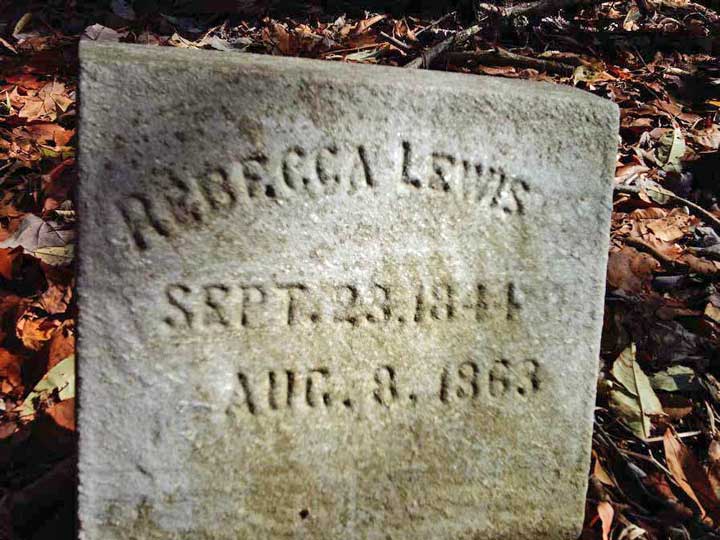 REBECCA LEWIS
SEPT. 23. 1844
AUG. 8. 1863